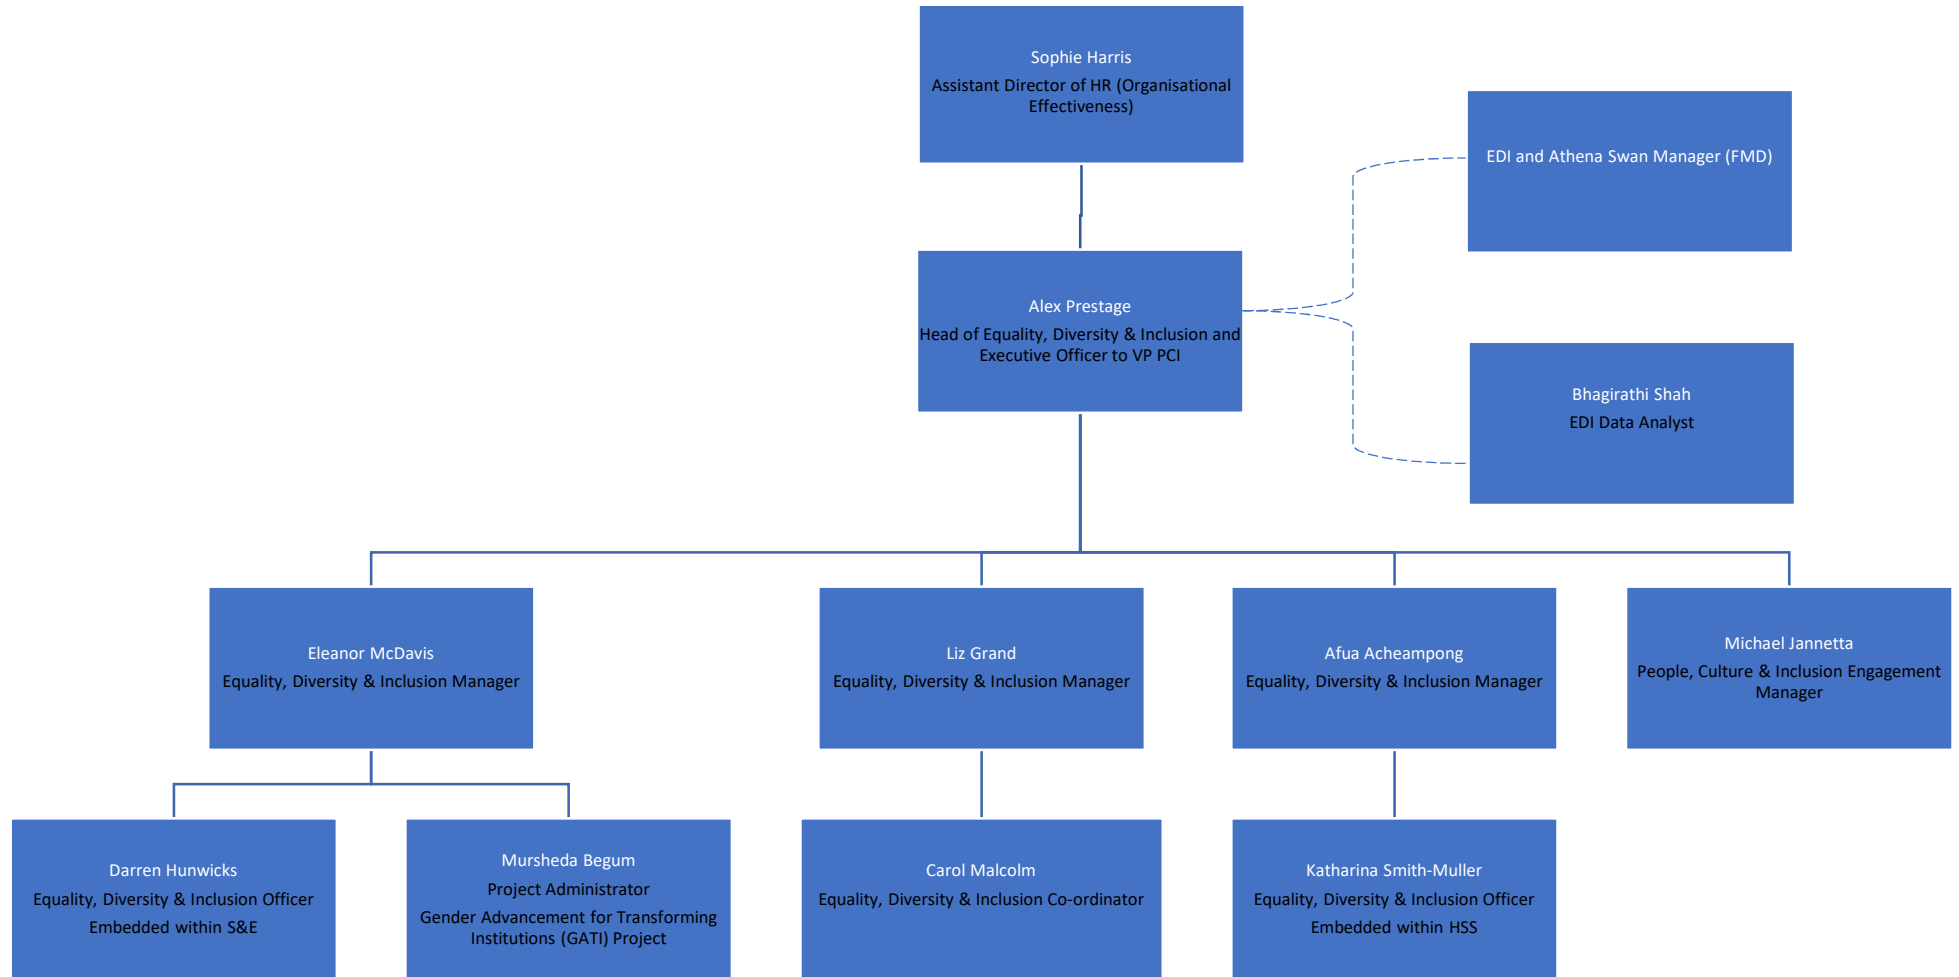 Sophie Harris
Assistant Director of HR (Organisational
Effectiveness)
EDI and Athena Swan Manager (FMD)
Alex Prestage
Head of Equality, Diversity & Inclusion and
Executive Officer to VP PCI
Bhagirathi Shah
EDI Data Analyst
Eleanor McDavis
Equality, Diversity & Inclusion Manager
Liz Grand
Equality, Diversity & Inclusion Manager
Afua Acheampong
Equality, Diversity & Inclusion Manager
Michael Jannetta
People, Culture & Inclusion Engagement
Manager
Darren Hunwicks
Equality, Diversity & Inclusion Officer
Embedded within S&E
Mursheda Begum
Project Administrator
Gender Advancement for Transforming
Institutions (GATI) Project
Carol Malcolm
Equality, Diversity & Inclusion Co-ordinator
Katharina Smith-Muller
Equality, Diversity & Inclusion Officer
Embedded within HSS